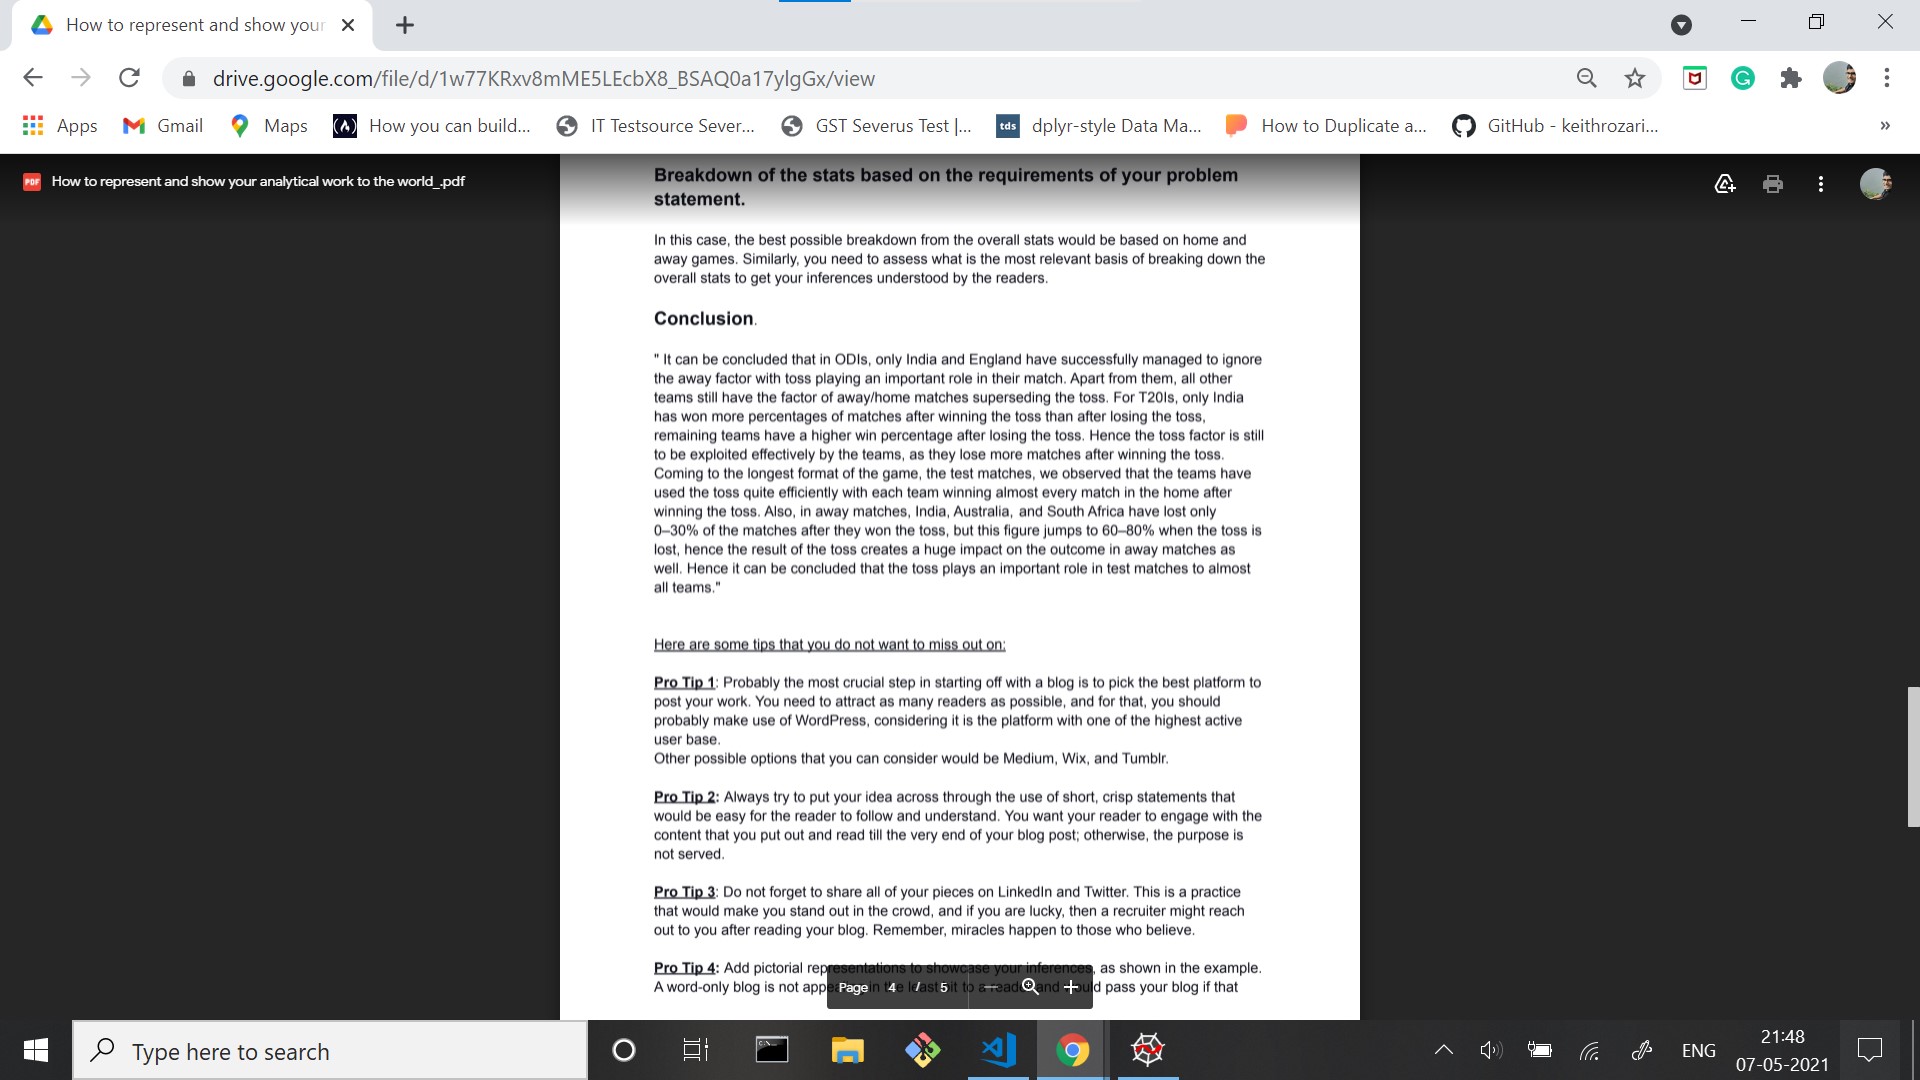 How to represent and show your
drive.google.com/file/d/1w77KRxv8mME5LEcbX8_BSAQ0a17ylgGx/view
Apps
Gmail
Maps
How you can build...
IT Testsource Sever...
GST Severus Test |...
tds
dplyr-style Data Ma...
How to Duplicate a...
GitHub - keithrozari...
»
PDF
How to represent and show your analytical work to the world_.pdf
Breakdown of the stats based on the requirements of your problem
statement.
In this case, the best possible breakdown from the overall stats would be based on home and
away games. Similarly, you need to assess what is the most relevant basis of breaking down the
overall stats to get your inferences understood by the readers.
Conclusion.
" It can be concluded that in ODIs, only India and England have successfully managed to ignore
the away factor with toss playing an important role in their match. Apart from them, all other
teams still have the factor of away/home matches superseding the toss. For T20Is, only India
has won more percentages of matches after winning the toss than after losing the toss,
remaining teams have a higher win percentage after losing the toss. Hence the toss factor is still
to be exploited effectively by the teams, as they lose more matches after winning the toss.
Coming to the longest format of the game, the test matches, we observed that the teams have
used the toss quite efficiently with each team winning almost every match in the home after
winning the toss. Also, in away matches, India, Australia, and South Africa have lost only
0–30% of the matches after they won the toss, but this figure jumps to 60–80% when the toss is
lost, hence the result of the toss creates a huge impact on the outcome in away matches as
well. Hence it can be concluded that the toss plays an important role in test matches to almost
all teams."
Here are some tips that you do not want to miss out on:
Pro Tip 1: Probably the most crucial step in starting off with a blog is to pick the best platform to
post your work. You need to attract as many readers as possible, and for that, you should
probably make use of WordPress, considering it is the platform with one of the highest active
user base.
Other possible options that you can consider would be Medium, Wix, and Tumblr.
Pro Tip 2: Always try to put your idea across through the use of short, crisp statements that
would be easy for the reader to follow and understand. You want your reader to engage with the
content that you put out and read till the very end of your blog post; otherwise, the purpose is
not served.
Pro Tip 3: Do not forget to share all of your pieces on LinkedIn and Twitter. This is a practice
that would make you stand out in the crowd, and if you are lucky, then a recruiter might reach
out to you after reading your blog. Remember, miracles happen to those who believe.
Pro Tip 4: Add pictorial representations to showcase your inferences, as shown in the example.
A word-only blog is not in the least bit to a reader and pass your blog if that
Page 4 / 5
Type here to search
ENG
21:48
07-05-2021